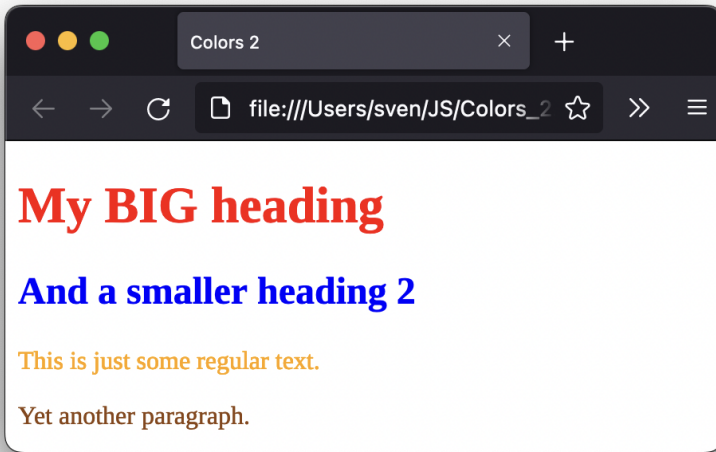 Colors 2
file:///Users/sven/JS/Colors_2
My BIG heading
And a smaller heading 2
This is just some regular text.
Yet another paragraph.